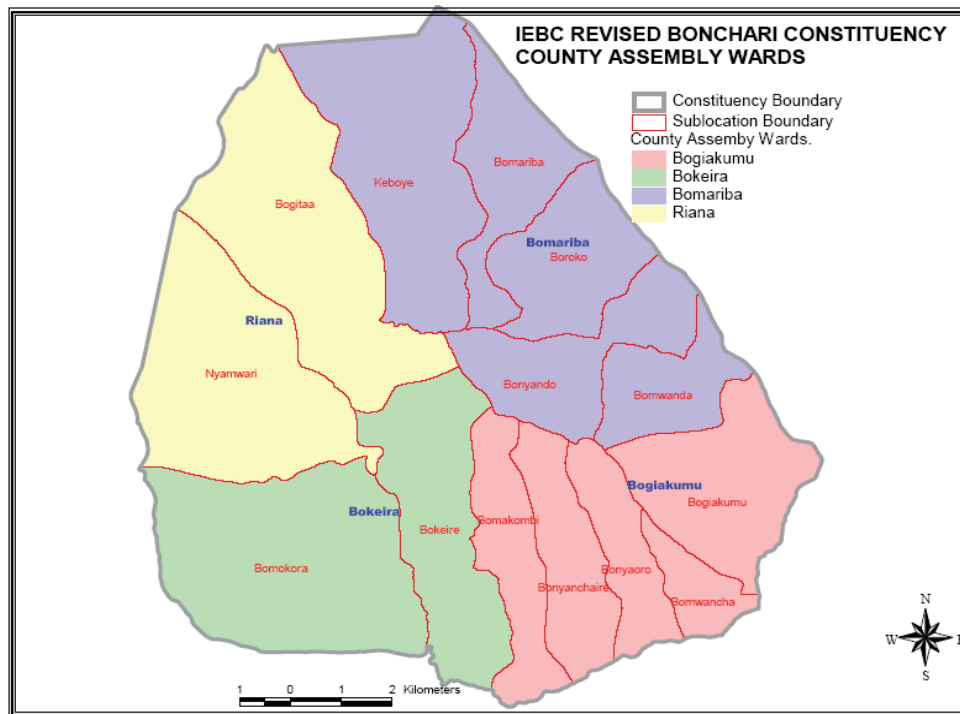 IEBC REVISED BONCHARI CONSTITUENCY
COUNTY ASSEMBLY WARDS
Constituency Boundary
Sublocation Boundary
County Assemby Wards.
Bogiakumu
Bokeira
Bomariba
Riana
Bomariba
Keboye
Bogitaa
Bomariba
Boroko
Riana
Nyamwari
Bonyando
Bomwanda
Bogiakumu
Bogiakumu
Bokeira
Bokeire
Bomakombi
Bomokora
Bonyaoro
Bonyanchaire
Bomwancha
N
W
E
S
1 0 1 2 Kilometers